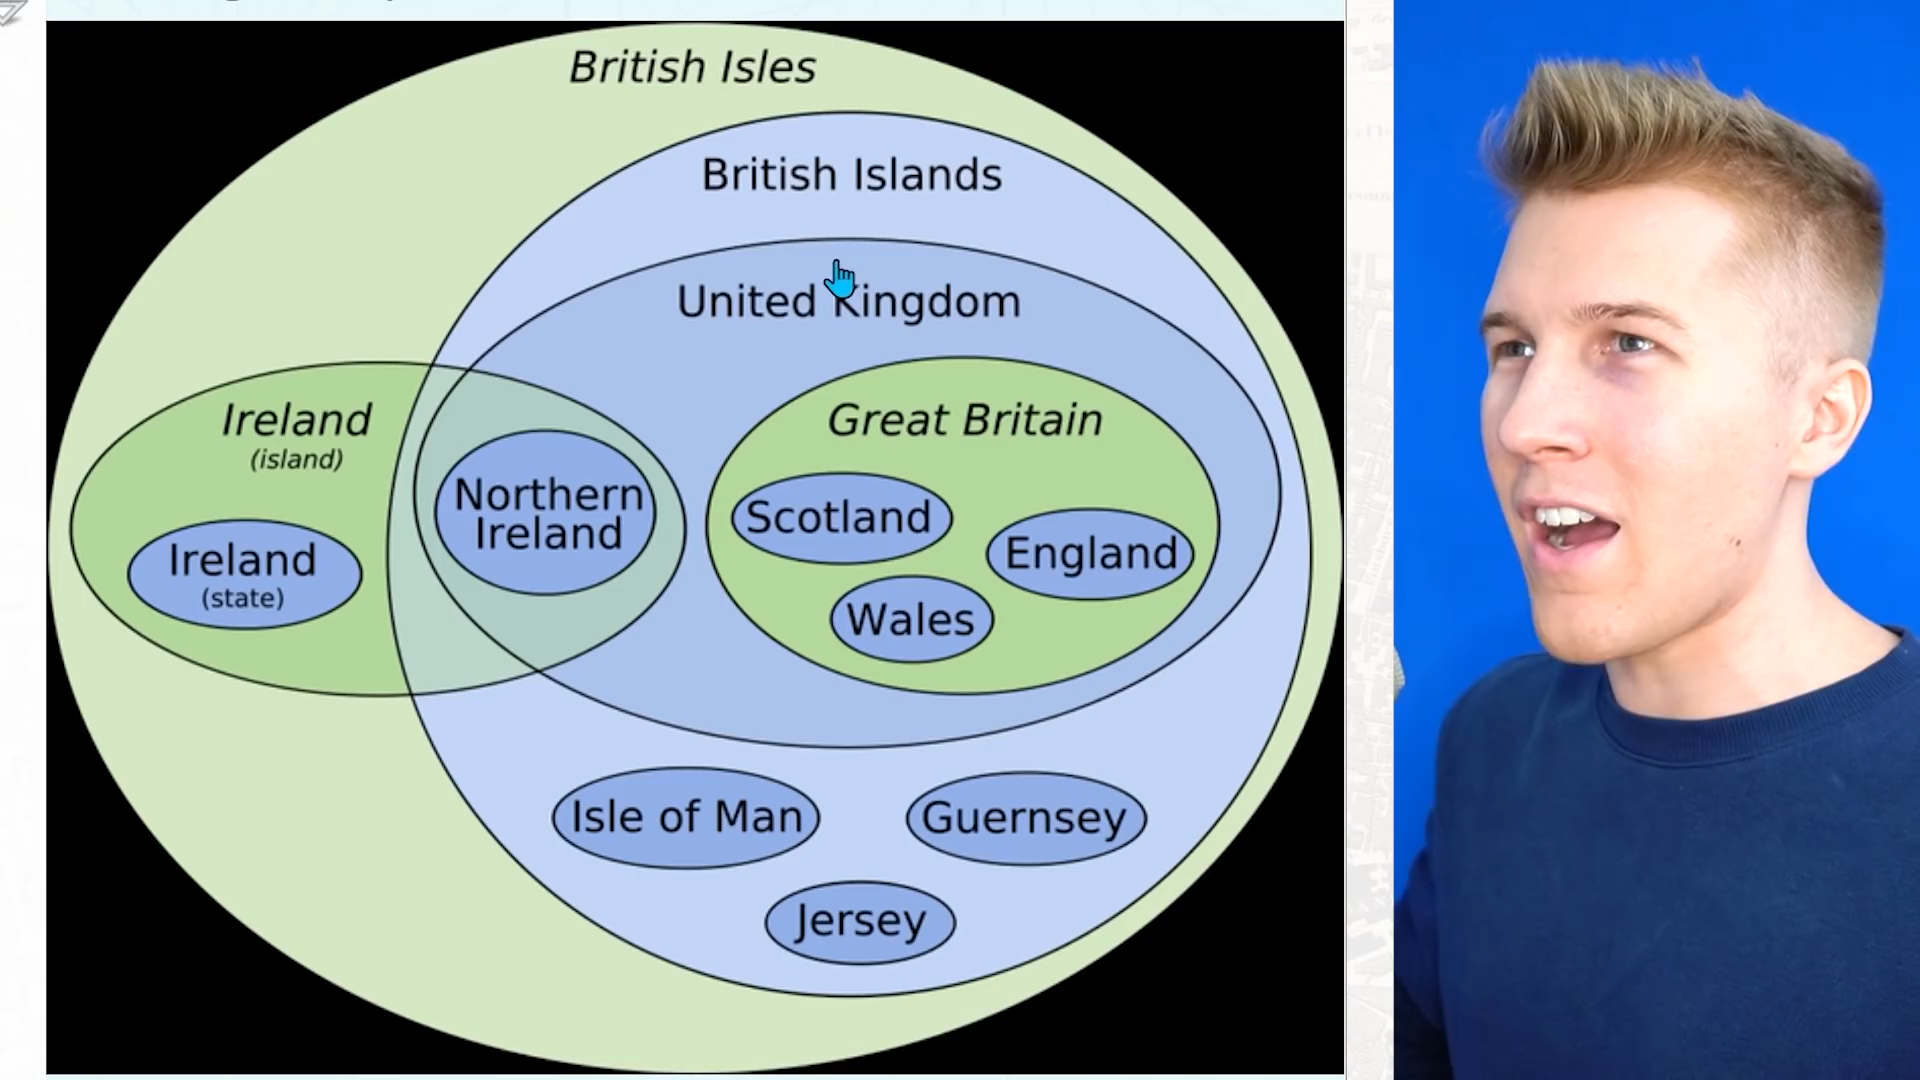 British Isles
British Islands
United Kingdom
Ireland
(island)
Great Britain
Northern
Ireland
Scotland
England
Ireland
(state)
Wales
Isle of Man
Guernsey
Jersey